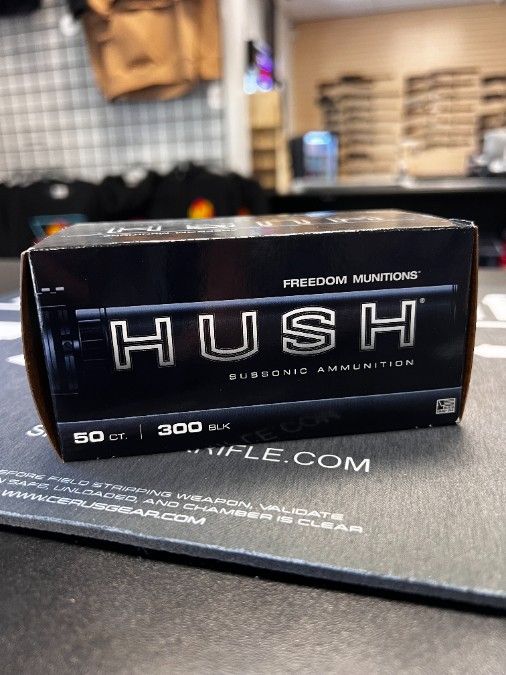 FREEDOM MUNITIONS™
HUSH®
SUBSONIC AMMUNITION
50 CT. | 300 BLK
RIFLE.COM
BEFORE FIELD STRIPPING WEAPON, VALIDATE
SAFE, UNLOADED, AND CHAMBER IS CLEAR
WWW.CERUSGEAR.COM